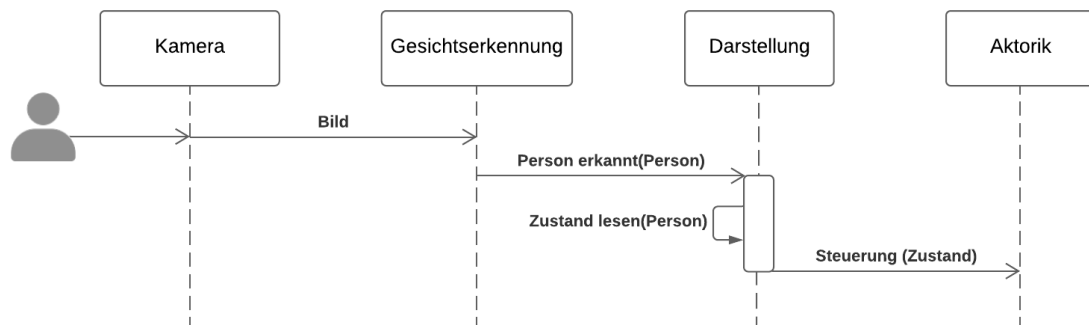 Kamera
Gesichtserkennung
Darstellung
Aktorik
Bild
Person erkannt(Person)
Zustand lesen(Person)
Steuerung (Zustand)